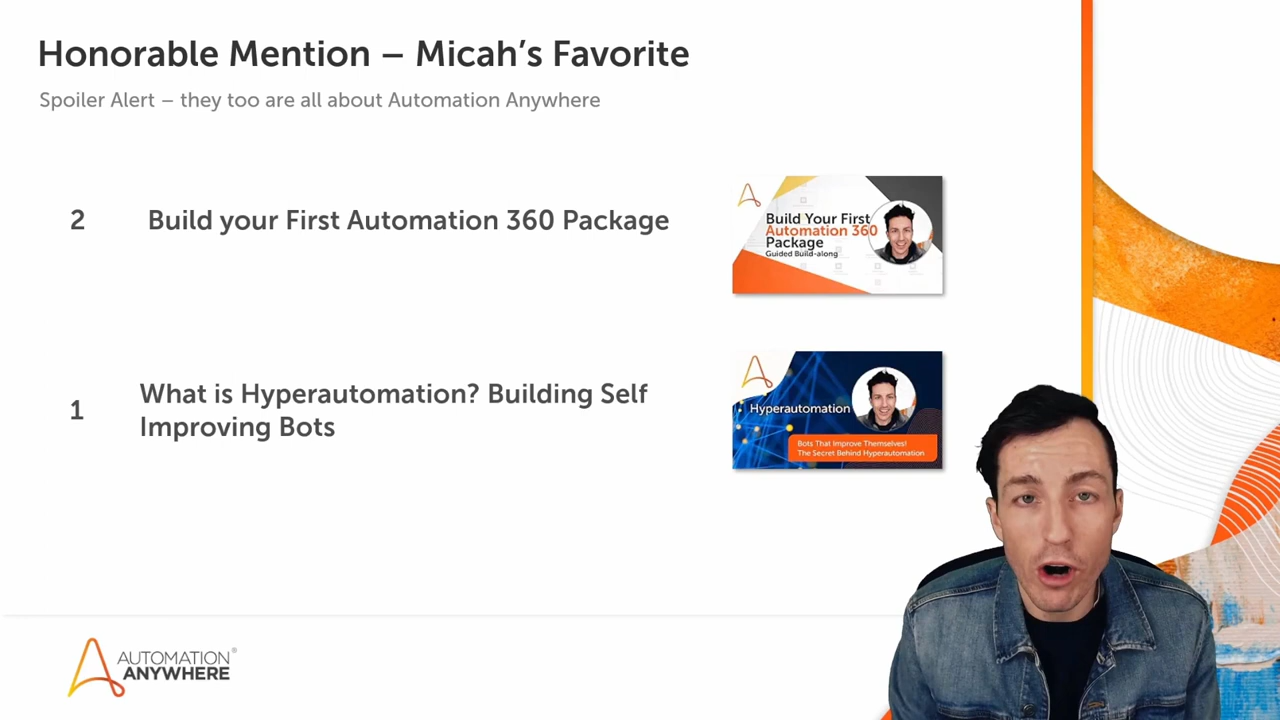 Honorable Mention – Micah's Favorite
Spoiler Alert – they too are all about Automation Anywhere
2
Build your First Automation 360 Package
Build Your First
Automation 360
Package
Guided Build-along
1
What is Hyperautomation? Building Self
Improving Bots
Hyperautomation
Bots That Improve Themselves!
The Secret Behind Hyperautomation
AUTOMATION®
ANYWHERE